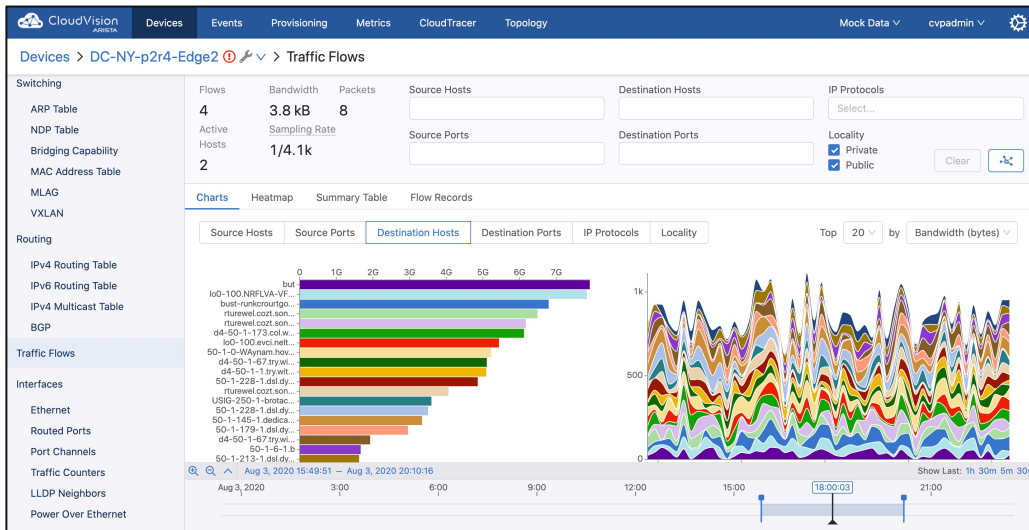 CloudVision
ARISTA
Devices
Events
Provisioning
Metrics
CloudTracer
Topology
Mock Data
cvpadmin
Devices > DC-NY-p2r4-Edge2 > Traffic Flows
Switching
ARP Table
NDP Table
Bridging Capability
MAC Address Table
MLAG
VXLAN
Routing
IPv4 Routing Table
IPv6 Routing Table
IPv4 Multicast Table
BGP
Traffic Flows
Interfaces
Ethernet
Routed Ports
Port Channels
Traffic Counters
LLDP Neighbors
Power Over Ethernet
Flows
4
Bandwidth
3.8 kB
Packets
8
Active Hosts
2
Sampling Rate
1/4.1k
Source Hosts
Destination Hosts
IP Protocols
Select...
Source Ports
Destination Ports
Locality
Private
Public
Clear
Charts
Heatmap
Summary Table
Flow Records
Source Hosts
Source Ports
Destination Hosts
Destination Ports
IP Protocols
Locality
Top
20
by
Bandwidth (bytes)
0 1G 2G 3G 4G 5G 6G 7G
but
lo0-100.NRFLVA-VF...
bust-runkcrourtgo...
rturewel.cozt.son...
rturewel.cozt.son...
d4-50-1-173.col.w...
lo0-100.evci.nelt...
50-1-0-WAynam.hov...
d4-50-1-67.try.wi...
d4-50-1-1.try.wit...
50-1-228-1.dsl.dy...
rturewel.cozt.son...
USIG-250-1-brotac...
50-1-228-1.dsl.dy...
50-1-145-1.dedica...
50-1-179-1.dsl.dy...
d4-50-1-67.try.wi...
50-1-6-1.b
50-1-213-1.dsl.dy...
1k
500
0
Aug 3, 2020 15:49:51 – Aug 3, 2020 20:10:16
Show Last: 1h 30m 5m 30s
Aug 3, 2020
3:00
6:00
9:00
12:00
15:00
18:00:03
21:00